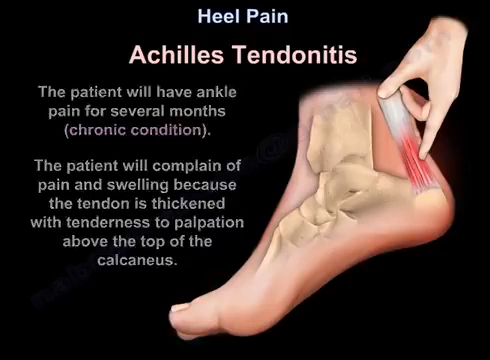 Heel Pain
Achilles Tendonitis
The patient will have ankle
pain for several months
(chronic condition).
The patient will complain of
pain and swelling because
the tendon is thickened
with tenderness to palpation
above the top of the
calcaneus.